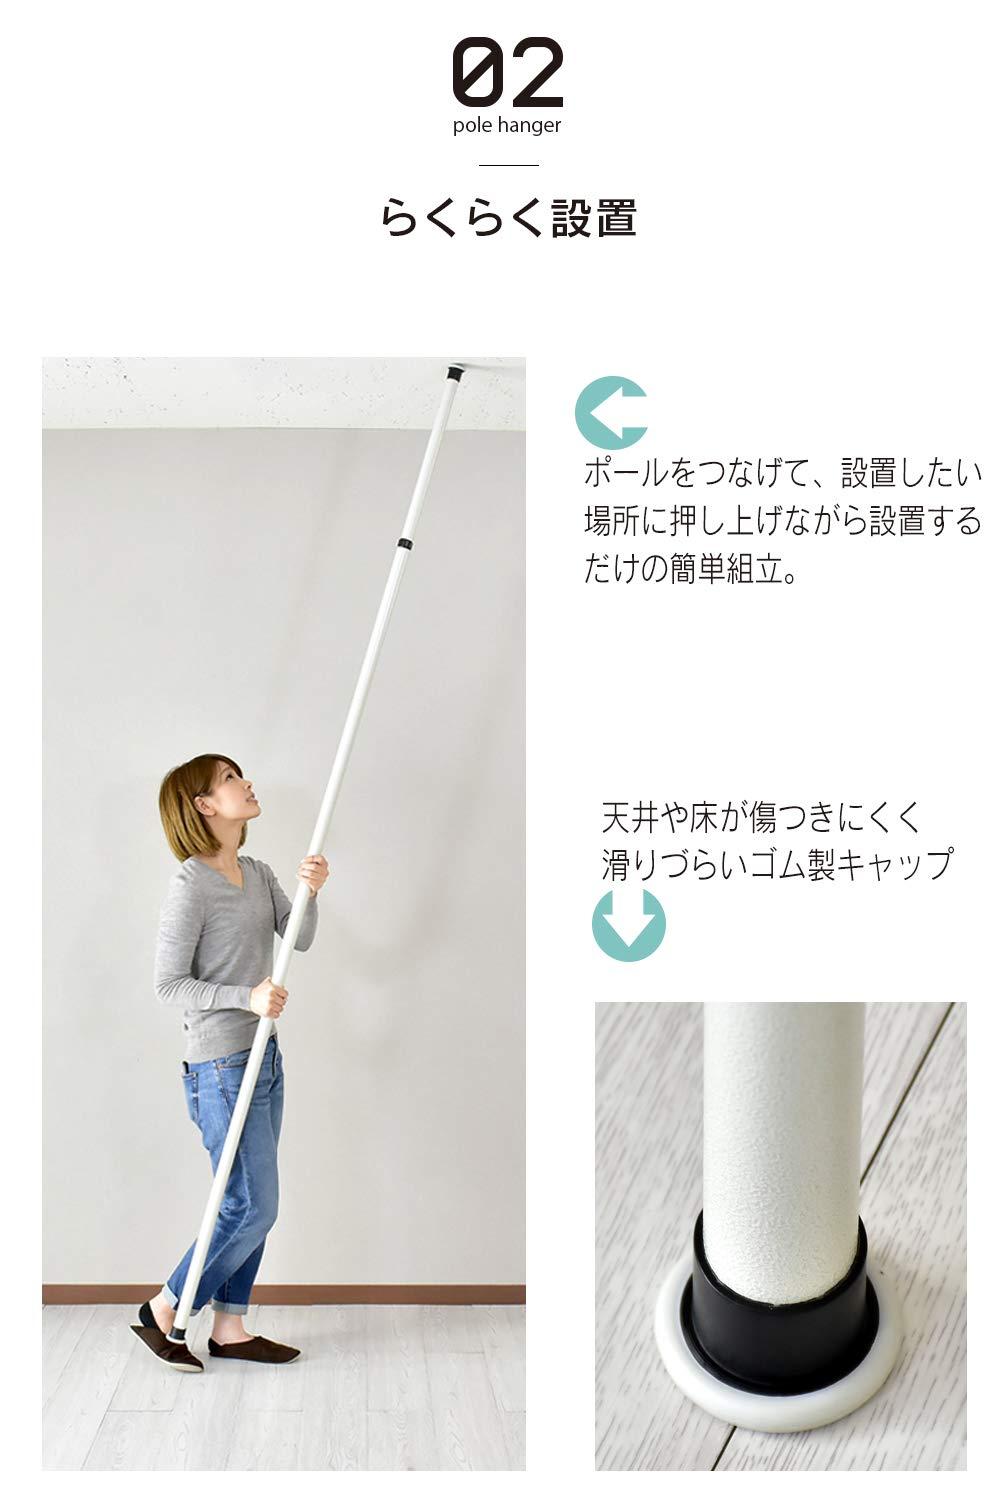 02
pole hanger
らくらく設置
ポールをつなげて、設置したい
場所に押し上げながら設置する
だけの簡単組立。
天井や床が傷つきにくく
滑りづらいゴム製キャップ